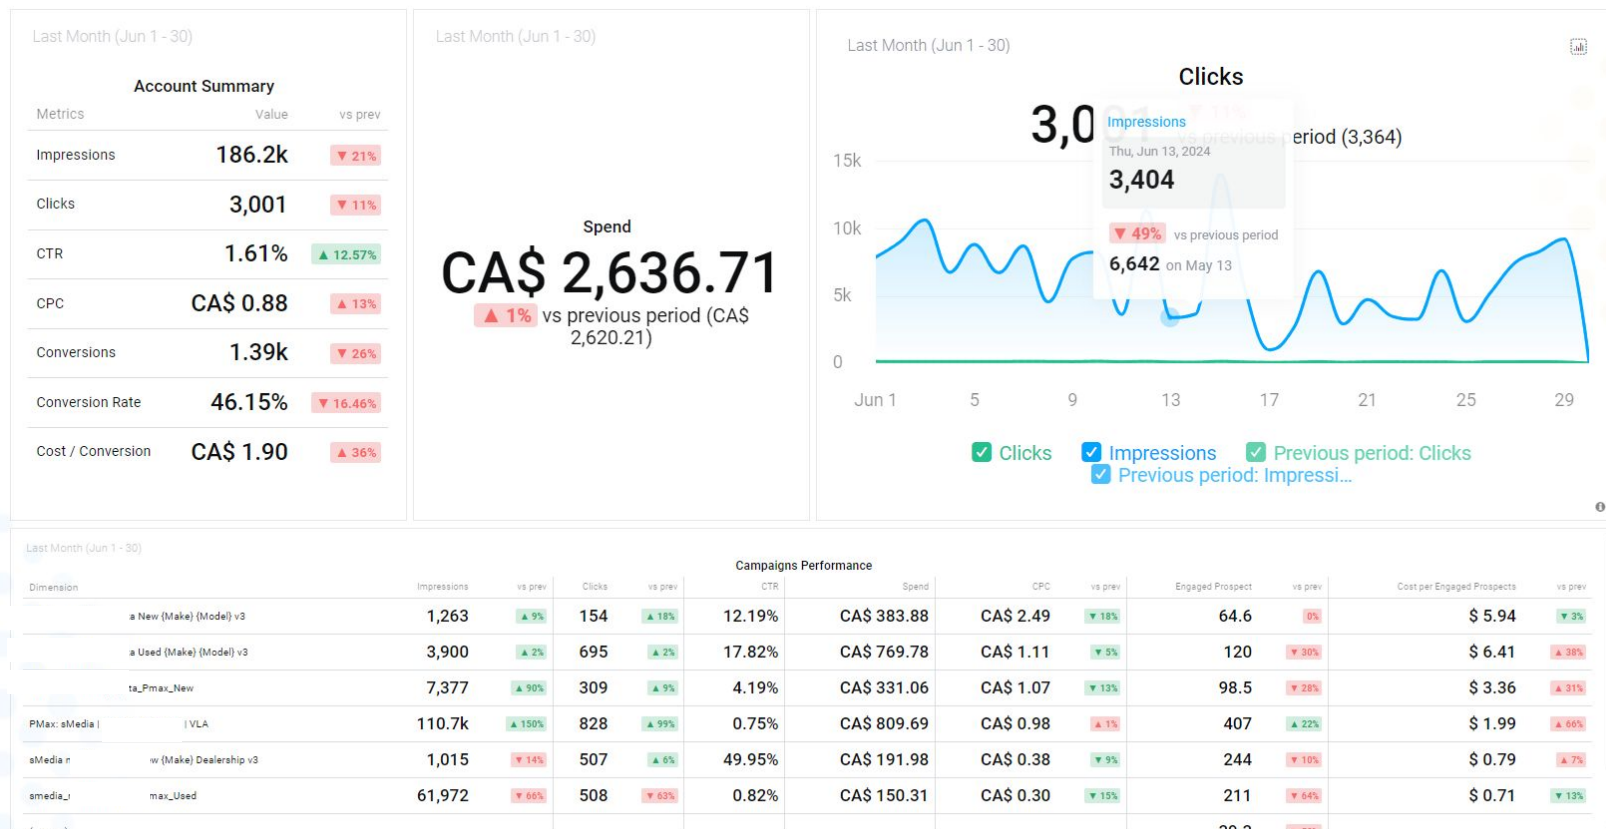 Last Month (Jun 1 - 30)
Account Summary
Metrics Value vs prev
Impressions 186.2k ▼ 21%
Clicks 3,001 ▼ 11%
CTR 1.61% ▲ 12.57%
CPC CA$ 0.88 ▲ 13%
Conversions 1.39k ▼ 26%
Conversion Rate 46.15% ▼ 16.46%
Cost / Conversion CA$ 1.90 ▲ 36%
Last Month (Jun 1 - 30)
Spend
CA$ 2,636.71
▲ 1% vs previous period (CA$
2,620.21)
Last Month (Jun 1 - 30)
Clicks
3,001 ▼ 11%
vs previous period (3,364)
Impressions
Thu, Jun 13, 2024
3,404
▼ 49% vs previous period
6,642 on May 13
15k
10k
5k
0
Jun 1 5 9 13 17 21 25 29
Clicks Impressions Previous period: Clicks
Previous period: Impressi...
Last Month (Jun 1 - 30)
Campaigns Performance
Dimension Impressions vs prev Clicks vs prev CTR Spend CPC vs prev Engaged Prospect vs prev Cost per Engaged Prospects vs prev
a New {Make} {Model} v3 1,263 ▲ 9% 154 ▲ 18% 12.19% CA$ 383.88 CA$ 2.49 ▼ 18% 64.6 0% $ 5.94 ▼ 3%
a Used {Make} {Model} v3 3,900 ▲ 2% 695 ▲ 2% 17.82% CA$ 769.78 CA$ 1.11 ▼ 5% 120 ▼ 30% $ 6.41 ▲ 38%
ta_Pmax_New 7,377 ▲ 90% 309 ▲ 9% 4.19% CA$ 331.06 CA$ 1.07 ▼ 13% 98.5 ▼ 28% $ 3.36 ▲ 31%
PMax: sMedia | | VLA 110.7k ▲ 150% 828 ▲ 99% 0.75% CA$ 809.69 CA$ 0.98 ▲ 1% 407 ▲ 22% $ 1.99 ▲ 66%
sMedia {Make} Dealership v3 1,015 ▼ 14% 507 ▲ 6% 49.95% CA$ 191.98 CA$ 0.38 ▼ 9% 244 ▼ 10% $ 0.79 ▲ 7%
smedia_ max_Used 61,972 ▼ 66% 508 ▼ 63% 0.82% CA$ 150.31 CA$ 0.30 ▼ 15% 211 ▼ 64% $ 0.71 ▼ 13%